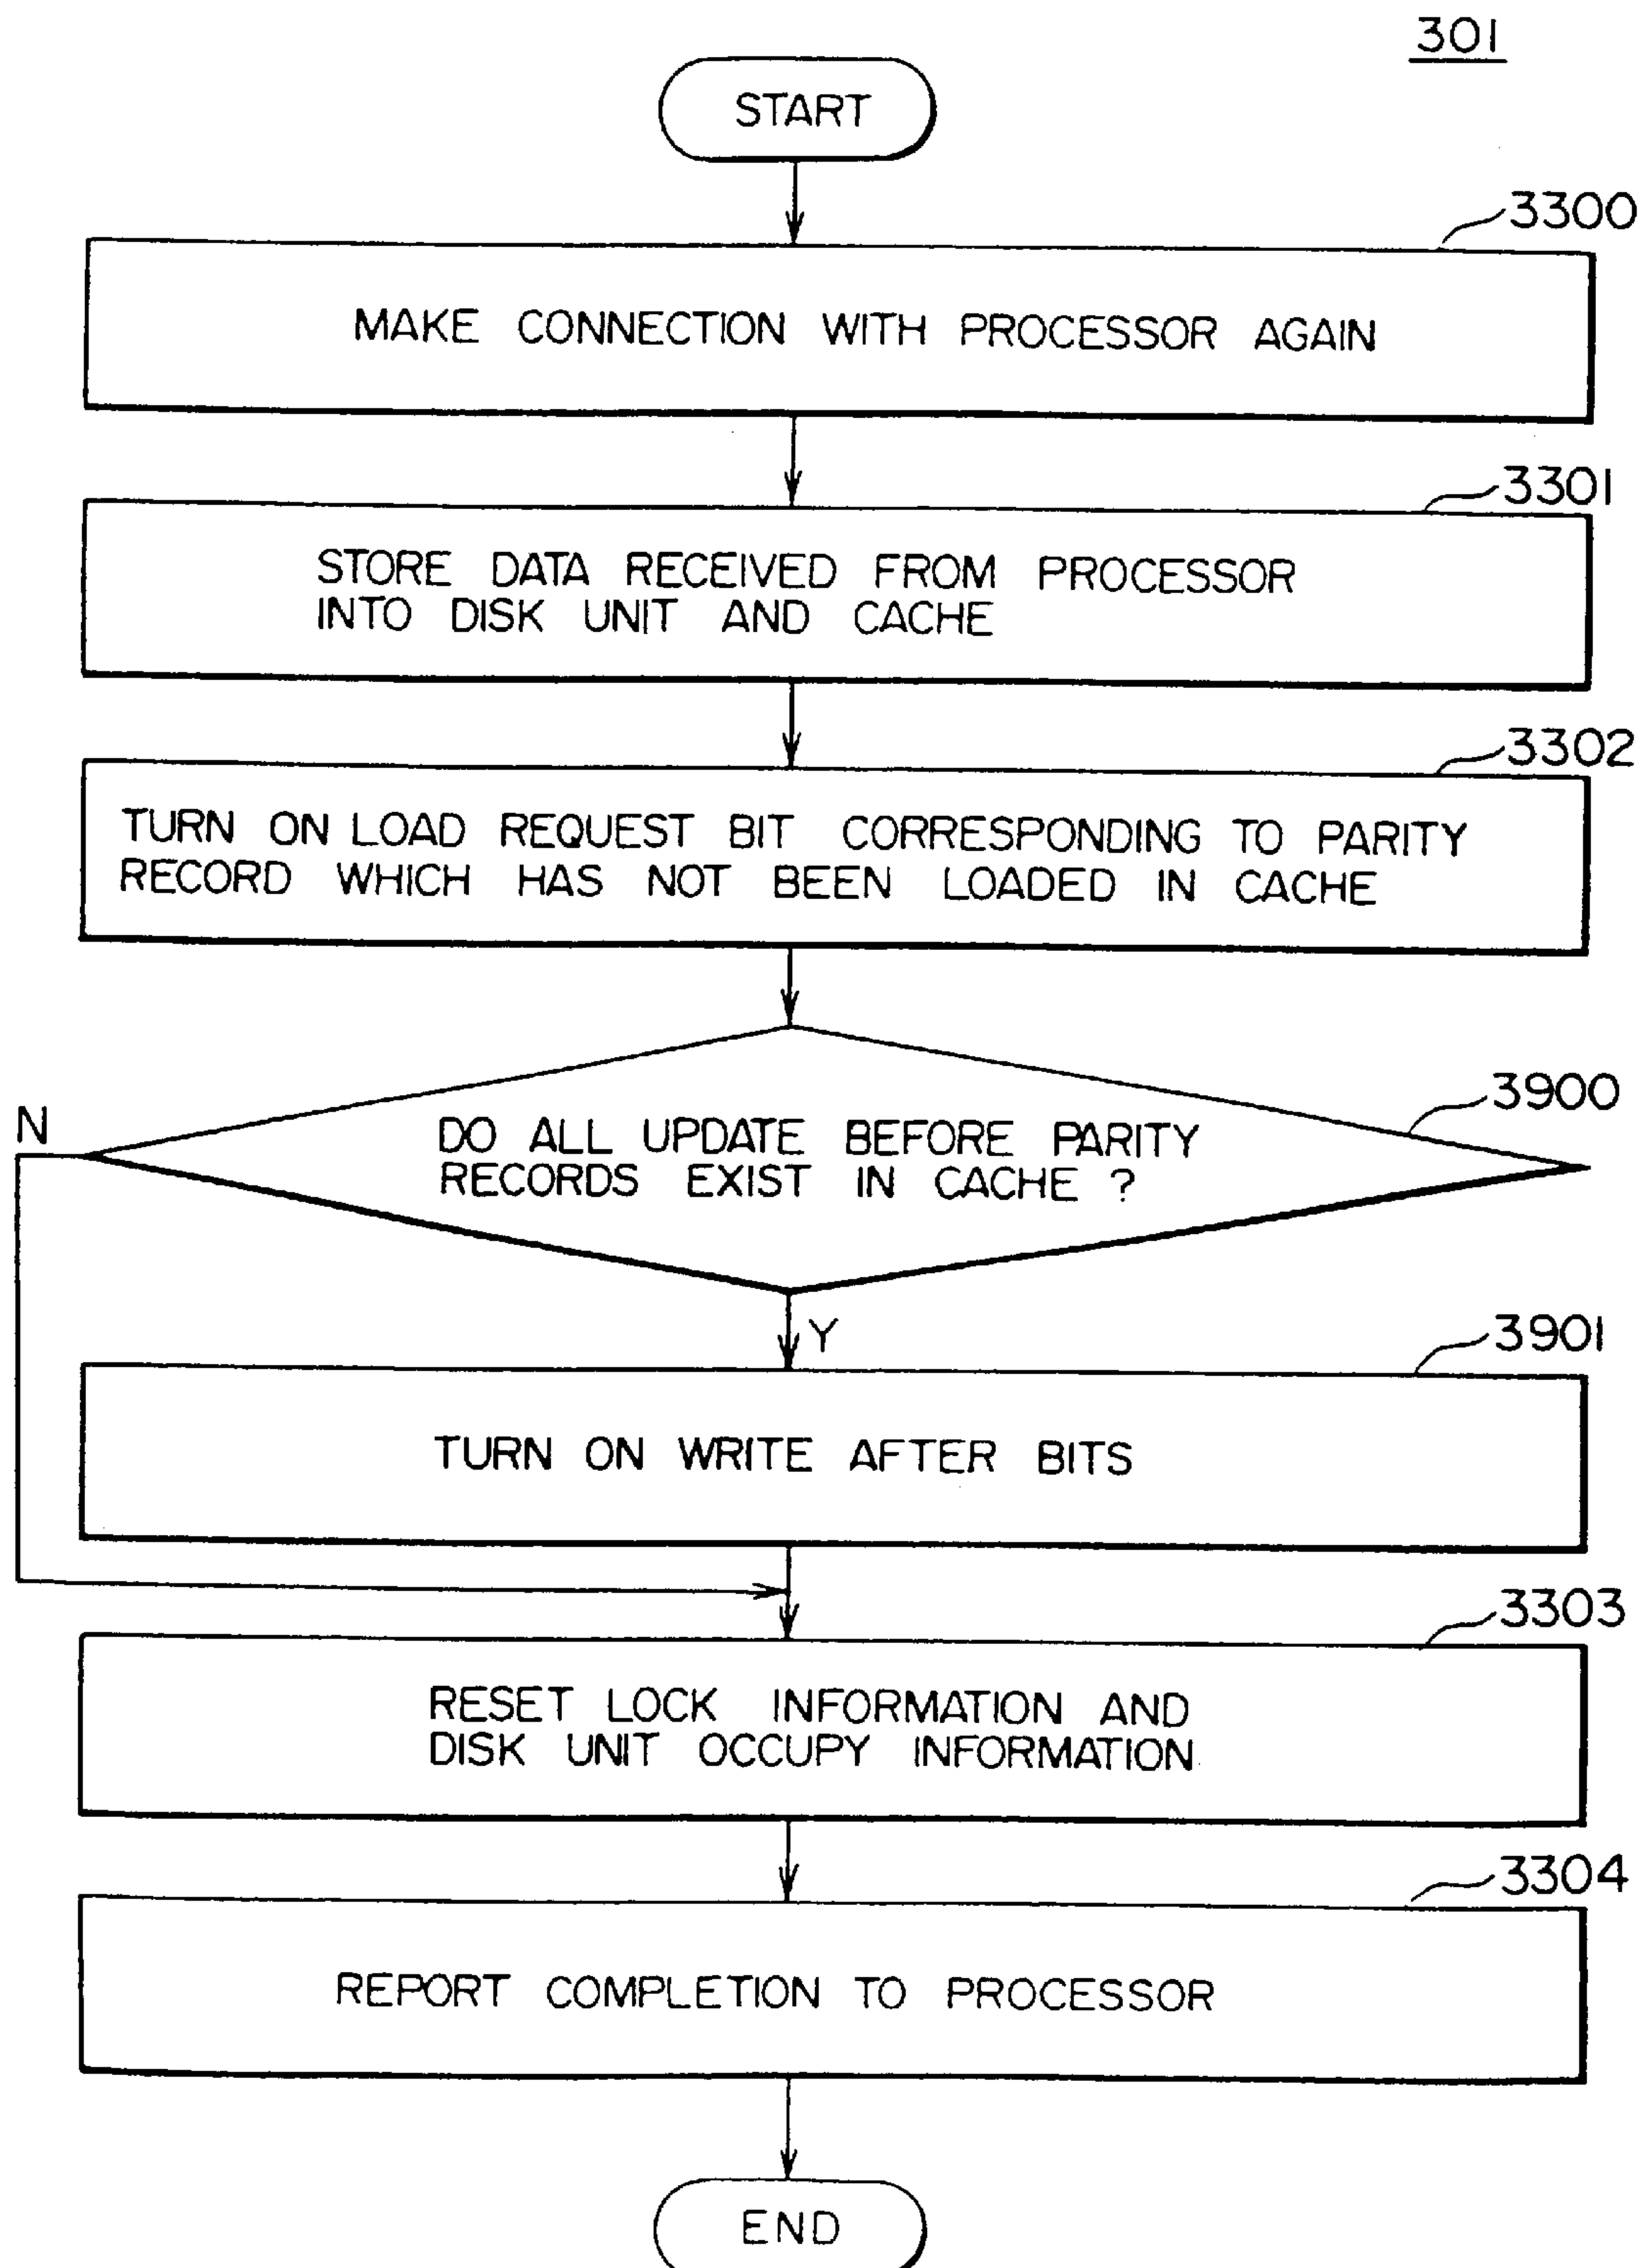 301
START
3300
MAKE CONNECTION WITH PROCESSOR AGAIN
3301
STORE DATA RECEIVED FROM PROCESSOR
INTO DISK UNIT AND CACHE
3302
TURN ON LOAD REQUEST BIT CORRESPONDING TO PARITY
RECORD WHICH HAS NOT BEEN LOADED IN CACHE
3900
N
DO ALL UPDATE BEFORE PARITY
RECORDS EXIST IN CACHE ?
Y
3901
TURN ON WRITE AFTER BITS
3303
RESET LOCK INFORMATION AND
DISK UNIT OCCUPY INFORMATION
3304
REPORT COMPLETION TO PROCESSOR
END